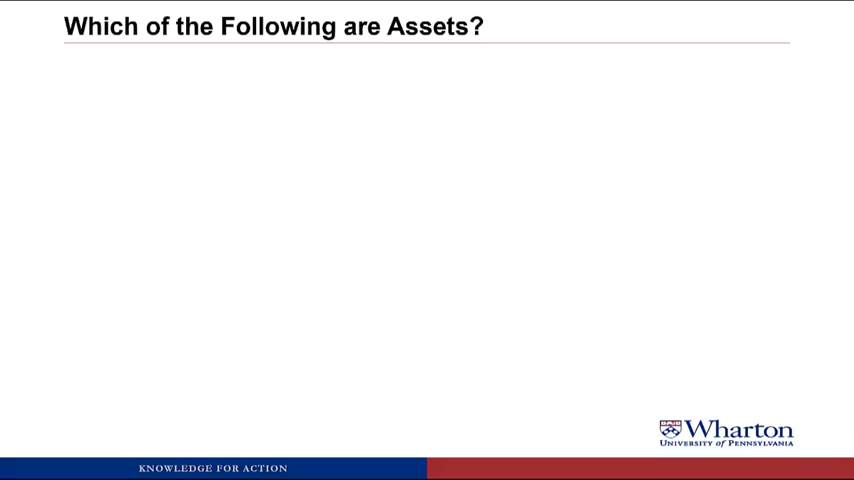 Which of the Following are Assets?
Wharton
UNIVERSITY OF PENNSYLVANIA
KNOWLEDGE FOR ACTION